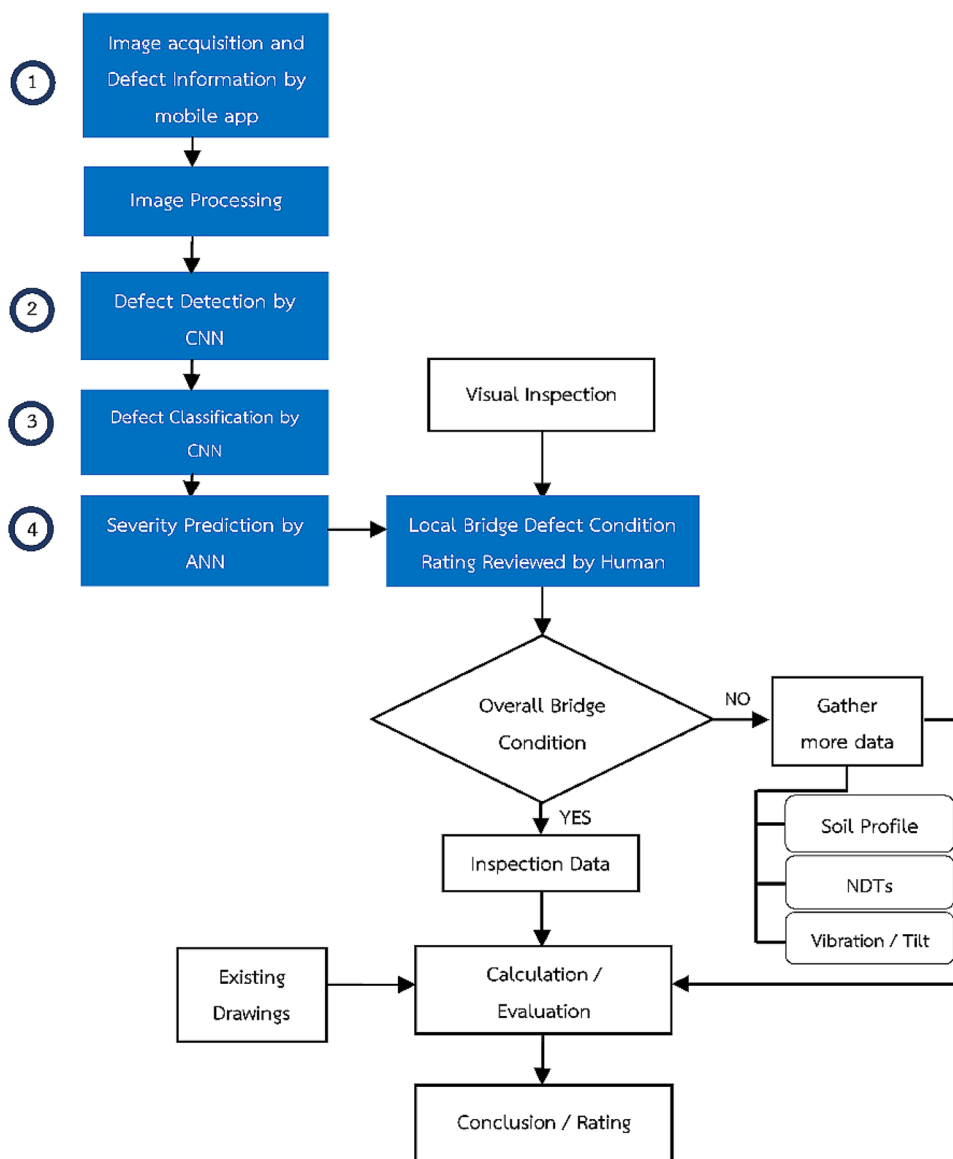 1
Image acquisition and
Defect Information by
mobile app
Image Processing
2
Defect Detection by
CNN
3
Defect Classification by
CNN
4
Severity Prediction by
ANN
Visual Inspection
Local Bridge Defect Condition
Rating Reviewed by Human
Overall Bridge
Condition
NO
Gather
more data
Soil Profile
NDTs
Vibration / Tilt
YES
Inspection Data
Existing
Drawings
Calculation /
Evaluation
Conclusion / Rating